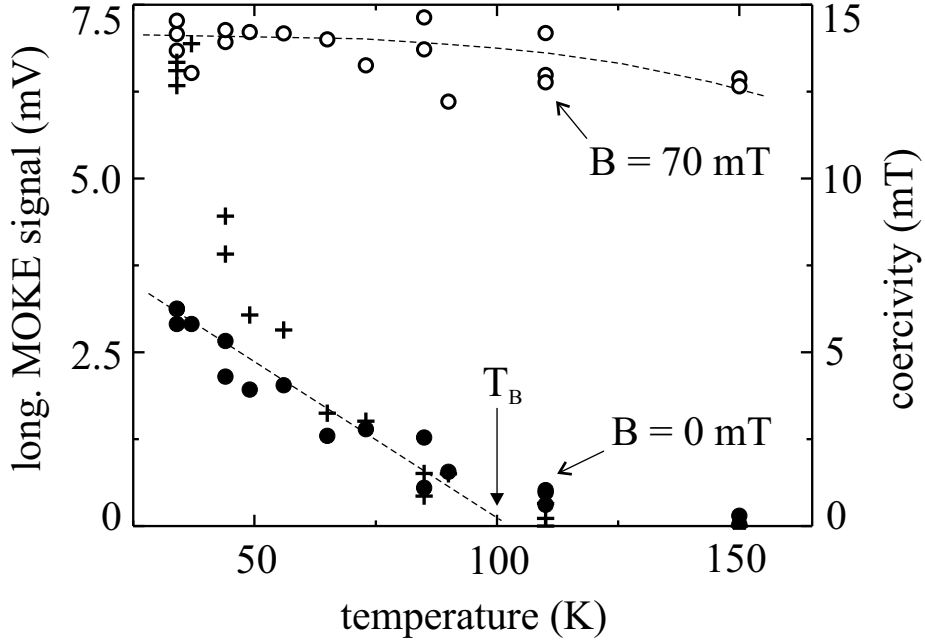 7.5
5.0
2.5
0
long. MOKE signal (mV)
15
10
5
0
coercivity (mT)
B = 70 mT
T_B
B = 0 mT
50
100
150
temperature (K)